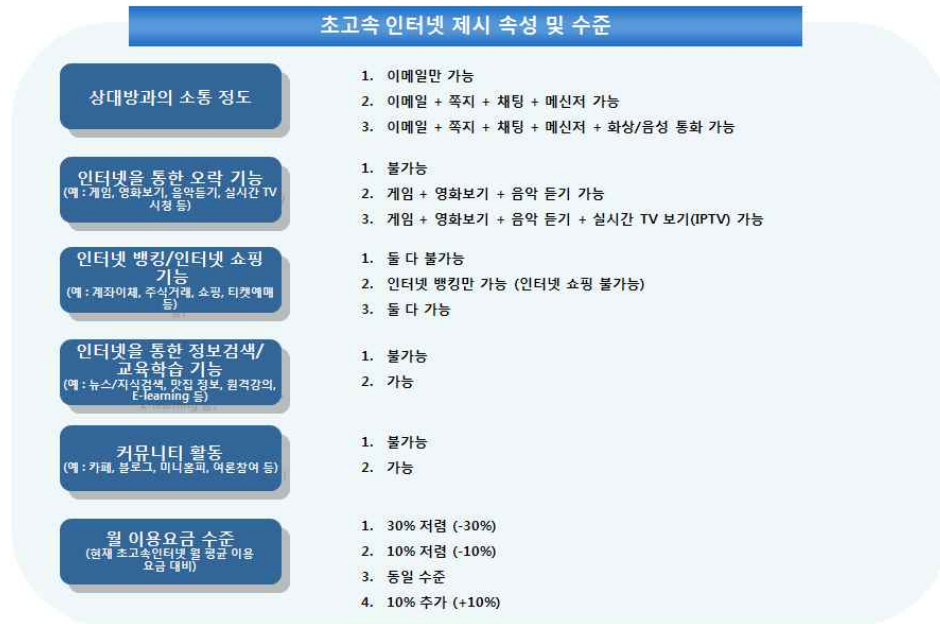 초고속 인터넷 제시 속성 및 수준
상대방과의 소통 정도
1. 이메일만 가능
2. 이메일 + 쪽지 + 채팅 + 메신저 가능
3. 이메일 + 쪽지 + 채팅 + 메신저 + 화상/음성 통화 가능
인터넷을 통한 오락 기능
(예 : 게임, 영화보기, 음악듣기, 실시간 TV
시청 등)
1. 불가능
2. 게임 + 영화보기 + 음악 듣기 가능
3. 게임 + 영화보기 + 음악 듣기 + 실시간 TV 보기(IPTV) 가능
인터넷 뱅킹/인터넷 쇼핑
기능
(예 : 계좌이체, 주식거래, 쇼핑, 티켓예매
등)
1. 둘 다 불가능
2. 인터넷 뱅킹만 가능 (인터넷 쇼핑 불가능)
3. 둘 다 가능
인터넷을 통한 정보검색/
교육학습 기능
(예 : 뉴스/지식검색, 맛집 정보, 원격강의,
E-learning 등)
1. 불가능
2. 가능
커뮤니티 활동
(예 : 카페, 블로그, 미니홈피, 여론참여 등)
1. 불가능
2. 가능
월 이용요금 수준
(현재 초고속인터넷 월 평균 이용
요금 대비)
1. 30% 저렴 (-30%)
2. 10% 저렴 (-10%)
3. 동일 수준
4. 10% 추가 (+10%)